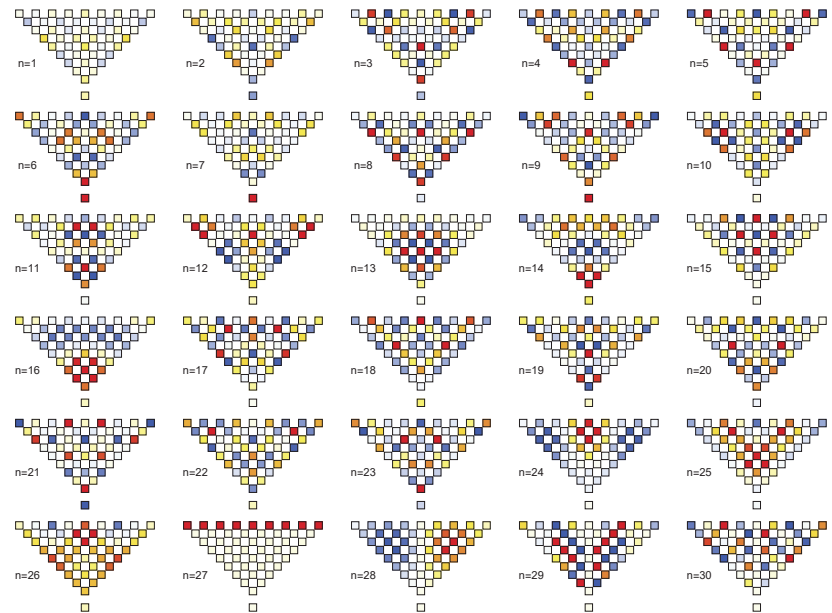 n=1 n=2 n=3 n=4 n=5
n=6 n=7 n=8 n=9 n=10
n=11 n=12 n=13 n=14 n=15
n=16 n=17 n=18 n=19 n=20
n=21 n=22 n=23 n=24 n=25
n=26 n=27 n=28 n=29 n=30